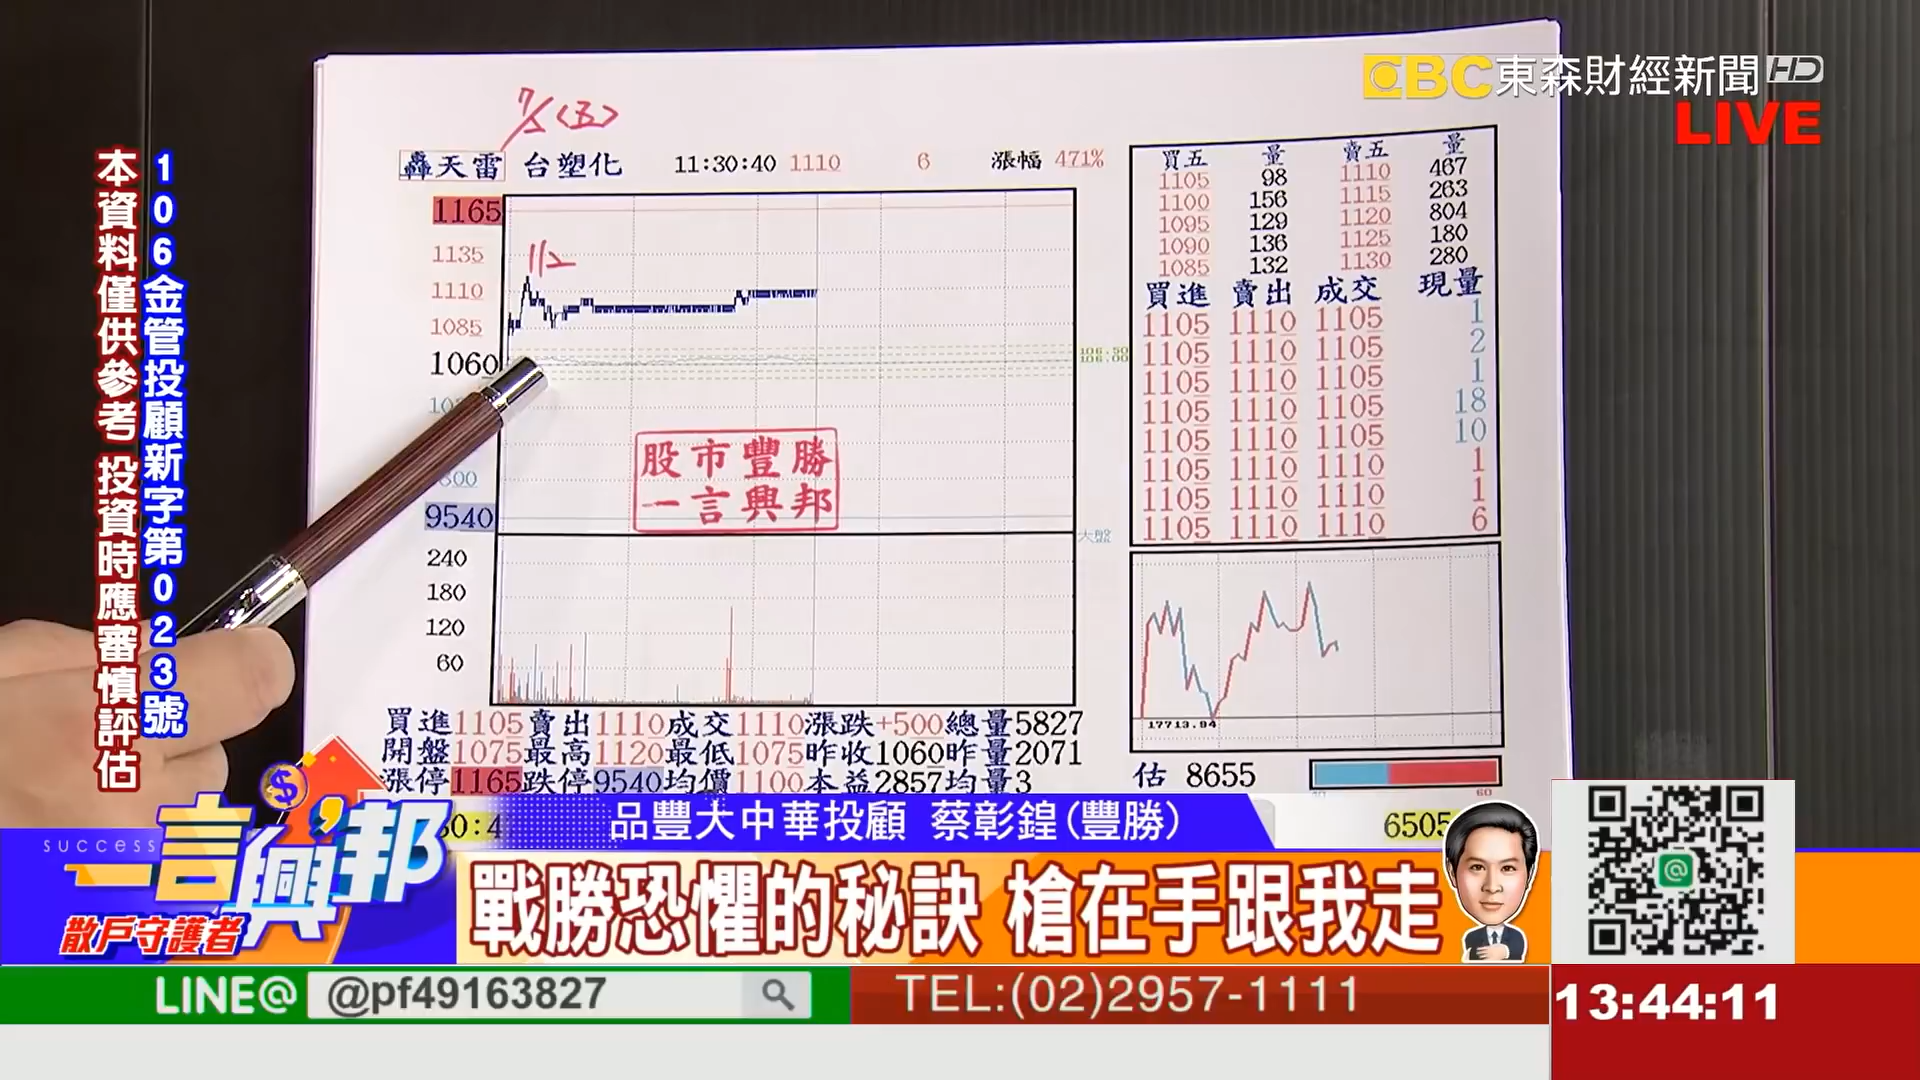 EBC東森財經新聞HD
LIVE
106金管投顧新字第023號
本資料僅供參考 投資時應審慎評估
7/5〈五〉
轟天雷 台塑化 11:30:40 1110 6 漲幅 471%
1165
1135
112
1110
1085
1060
9540
240
180
120
60
106.50
106.00
大盤
股市豐勝
一言興邦
買五 量 賣五 量
1105 98 1110 467
1100 156 1115 263
1095 129 1120 804
1090 136 1125 180
1085 132 1130 280
買進 賣出 成交 現量
1105 1110 1105 1
1105 1110 1105 2
1105 1110 1105 1
1105 1110 1105 18
1105 1110 1105 10
1105 1110 1110 1
1105 1110 1110 1
1105 1110 1110 6
17713.94
買進1105賣出1110成交1110漲跌+500總量5827
開盤1075最高1120最低1075昨收1060昨量2071
漲停1165跌停9540均價1100本益2857均量3
估 8655
40 60
6505
品豐大中華投顧 蔡彰鍠(豐勝)
success
一言興邦
散戶守護者
戰勝恐懼的秘訣 槍在手跟我走
LINE@ @pf49163827
TEL:(02)2957-1111
13:44:11